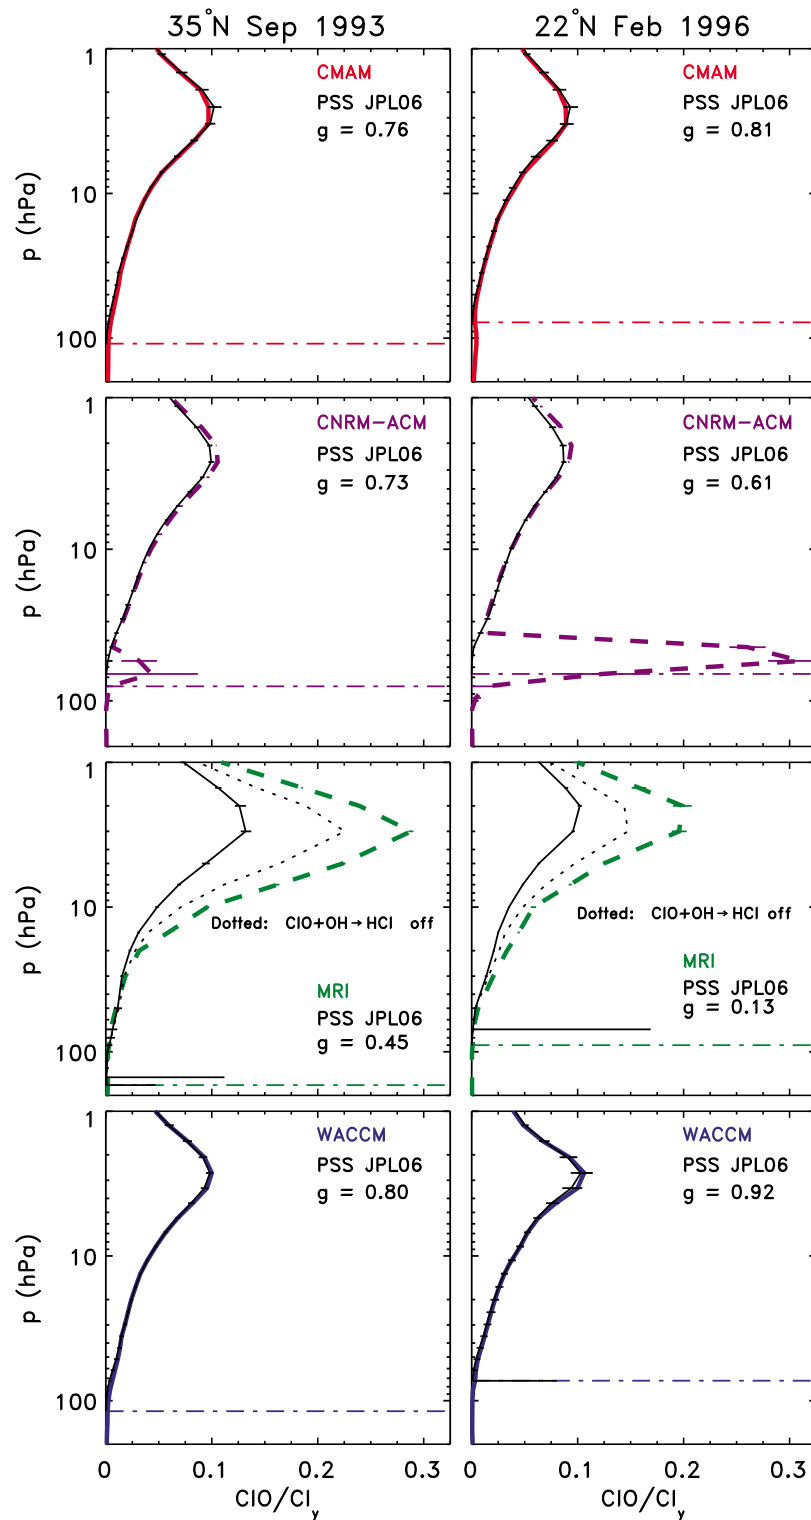 35°N Sep 1993
22°N Feb 1996
1
10
100
p (hPa)
CMAM
PSS JPL06
g = 0.76
CMAM
PSS JPL06
g = 0.81
1
10
100
p (hPa)
CNRM-ACM
PSS JPL06
g = 0.73
CNRM-ACM
PSS JPL06
g = 0.61
1
10
100
p (hPa)
Dotted: ClO+OH→HCl off
MRI
PSS JPL06
g = 0.45
Dotted: ClO+OH→HCl off
MRI
PSS JPL06
g = 0.13
1
10
100
p (hPa)
WACCM
PSS JPL06
g = 0.80
WACCM
PSS JPL06
g = 0.92
0 0.1 0.2 0.3
0 0.1 0.2 0.3
ClO/Cly
ClO/Cly